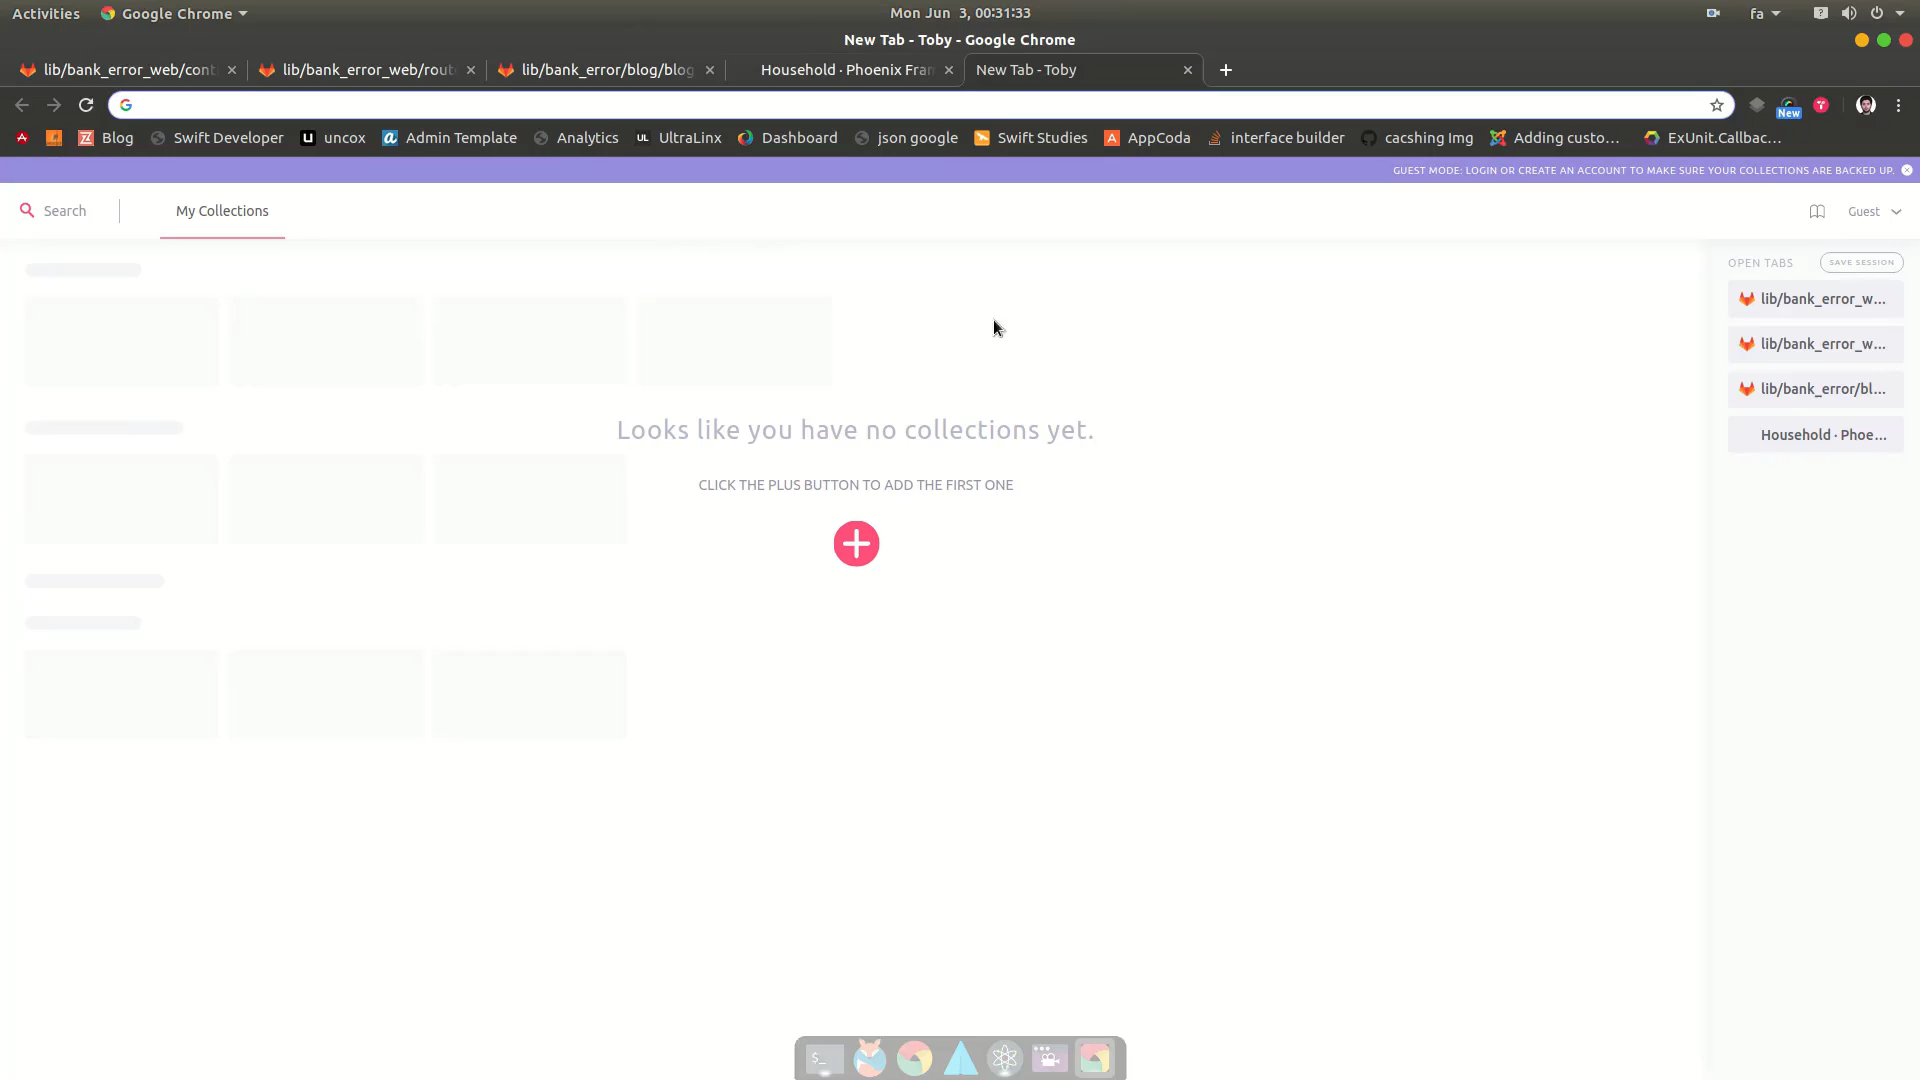 Activities Google Chrome Mon Jun 3, 00:31:33 fa
New Tab - Toby - Google Chrome
lib/bank_error_web/cont lib/bank_error_web/rout lib/bank_error/blog/blog Household · Phoenix Fran New Tab - Toby
New
Blog Swift Developer uncox Admin Template Analytics UltraLinx Dashboard json google Swift Studies AppCoda interface builder cacshing Img Adding custo… ExUnit.Callbac…
GUEST MODE: LOGIN OR CREATE AN ACCOUNT TO MAKE SURE YOUR COLLECTIONS ARE BACKED UP.
Search My Collections Guest
OPEN TABS SAVE SESSION
lib/bank_error_w...
lib/bank_error_w...
lib/bank_error/bl...
Household · Phoe...
Looks like you have no collections yet.
CLICK THE PLUS BUTTON TO ADD THE FIRST ONE